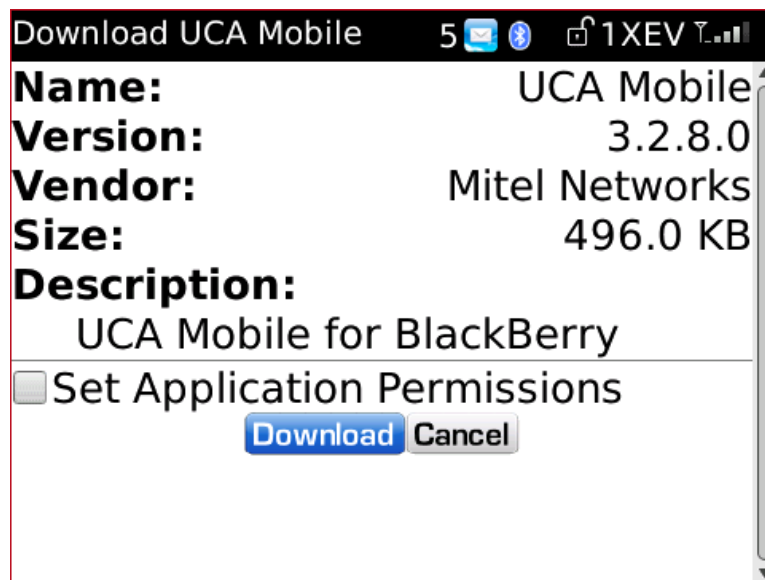 Download UCA Mobile 5 1XEV
Name: UCA Mobile
Version: 3.2.8.0
Vendor: Mitel Networks
Size: 496.0 KB
Description:
UCA Mobile for BlackBerry
Set Application Permissions
Download Cancel